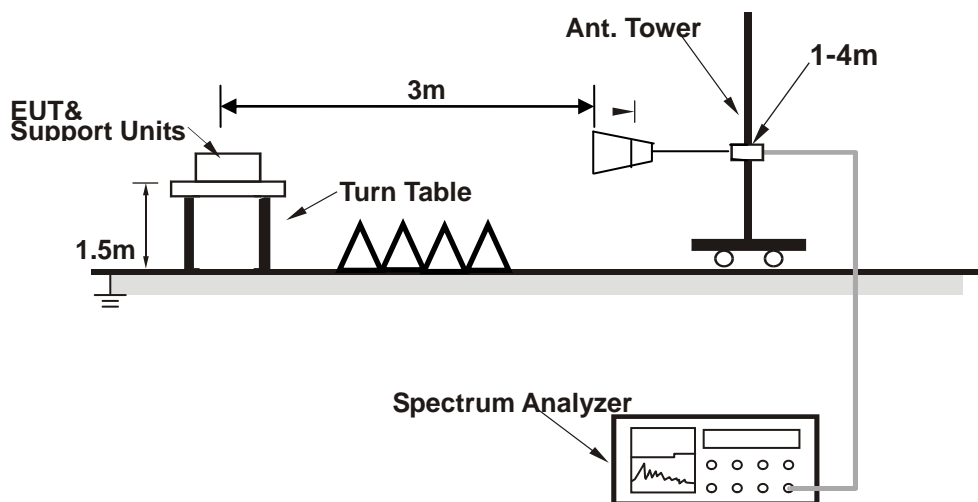 Ant. Tower
1-4m
3m
EUT&
Support Units
Turn Table
1.5m
Spectrum Analyzer